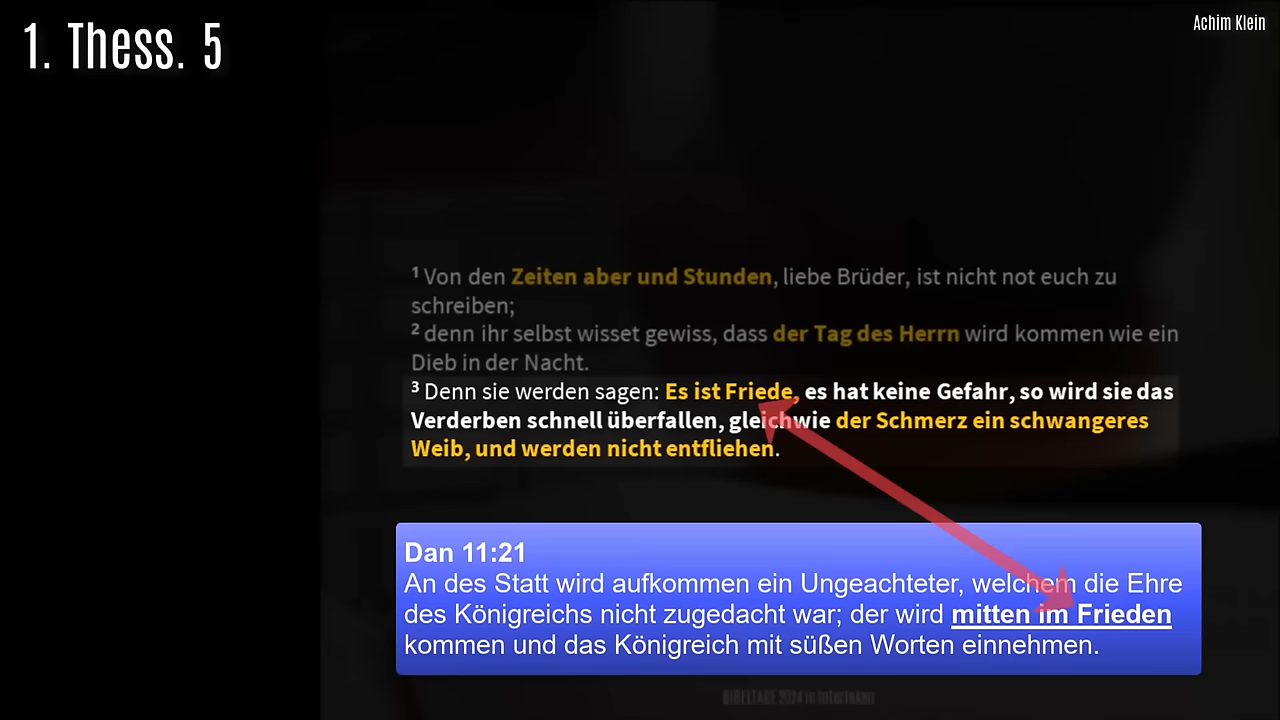 1. Thess. 5
Achim Klein
1 Von den Zeiten aber und Stunden, liebe Brüder, ist nicht not euch zu
schreiben;
2 denn ihr selbst wisset gewiss, dass der Tag des Herrn wird kommen wie ein
Dieb in der Nacht.
3 Denn sie werden sagen: Es ist Friede, es hat keine Gefahr, so wird sie das
Verderben schnell überfallen, gleichwie der Schmerz ein schwangeres
Weib, und werden nicht entfliehen.
Dan 11:21
An des Statt wird aufkommen ein Ungeachteter, welchem die Ehre
des Königreichs nicht zugedacht war; der wird mitten im Frieden
kommen und das Königreich mit süßen Worten einnehmen.
BIBELTAGE 2024 in Interlaken